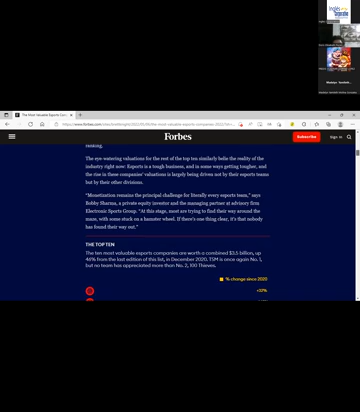 The Most Valuable Esports Com
Forbes
Subscribe
Sign In
ranking.
The eye-watering valuations for the rest of the top ten similarly belie the reality of the
industry right now: Esports is a tough business, and in some ways getting tougher, and
the rise in these companies' valuations is largely being driven not by their esports teams
but by their other divisions.
"Monetization remains the principal challenge for literally every esports team," says
Bobby Sharma, a private equity investor and the managing partner at advisory firm
Electronic Sports Group. "At this stage, most are trying to find their way around the
maze, with some stuck on a hamster wheel. If there's one thing clear, it's that nobody
has found their way out."
THE TOP TEN
The ten most valuable esports companies are worth a combined $3.5 billion, up
46% from the last edition of this list, in December 2020. TSM is once again No. 1,
but no team has appreciated more than No. 2, 100 Thieves.
% change since 2020